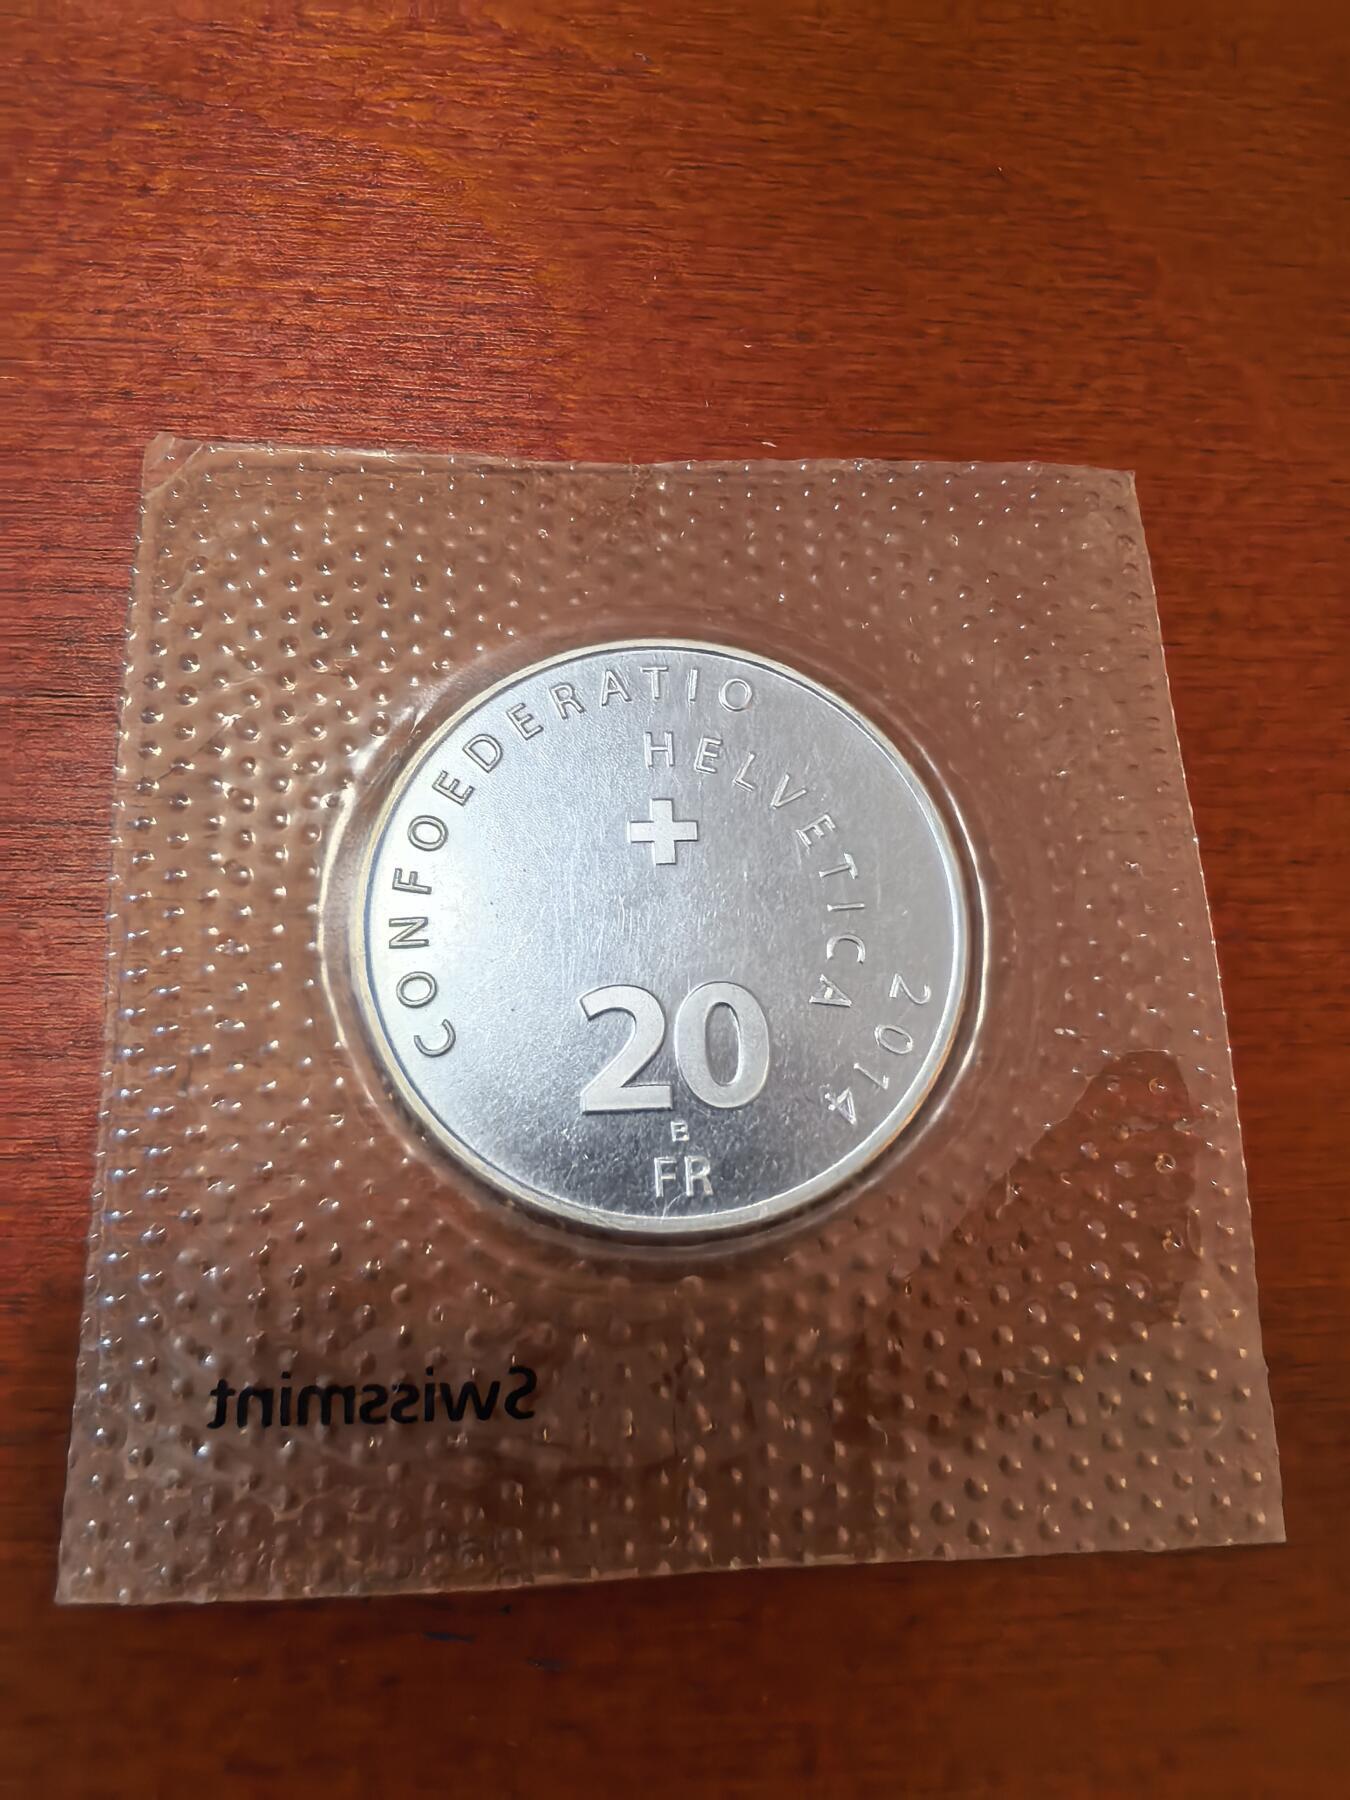 CONFOEDERATIO
HELVETICA
2014
20
B
FR
Swissmint